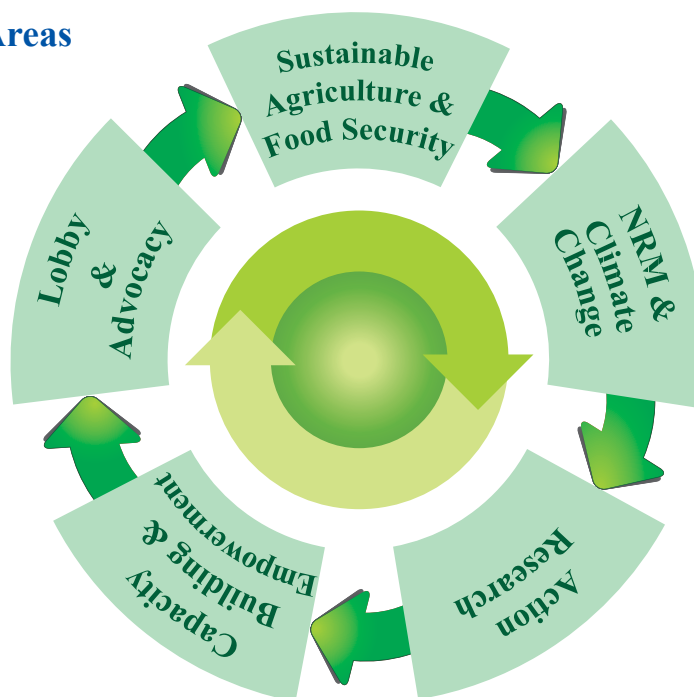 Areas
Sustainable
Agriculture &
Food Security
NRM &
Climate
Change
Action
Research
Capacity
Building &
Empowerment
Lobby
&
Advocacy